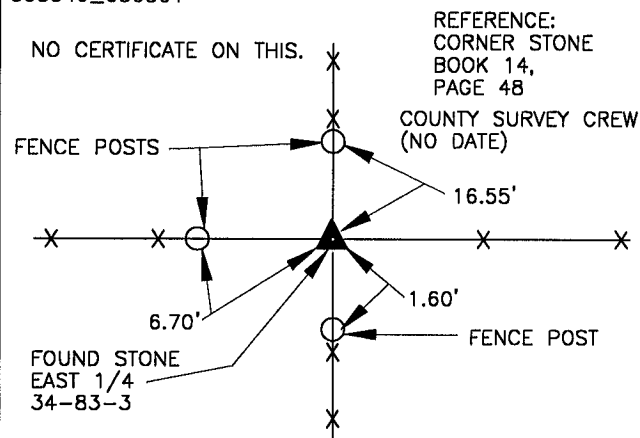 NO CERTIFICATE ON THIS.
REFERENCE:
CORNER STONE
BOOK 14,
PAGE 48
COUNTY SURVEY CREW
(NO DATE)
FENCE POSTS
16.55'
6.70'
1.60'
FENCE POST
FOUND STONE
EAST 1/4
34-83-3